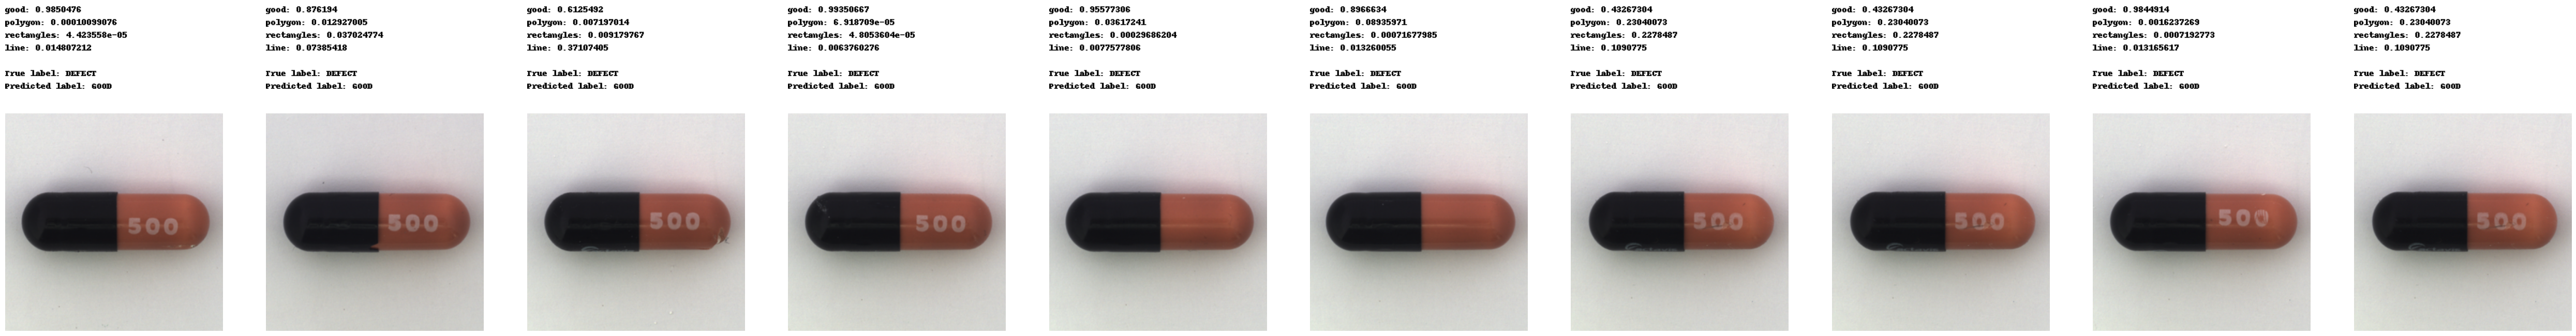 good: 0.9850476
polygon: 0.00010099076
rectangles: 4.423558e-05
line: 0.014807212
True label: DEFECT
Predicted label: GOOD
500
good: 0.876194
polygon: 0.012927005
rectangles: 0.037024774
line: 0.07385418
True label: DEFECT
Predicted label: GOOD
500
good: 0.6125492
polygon: 0.007197014
rectangles: 0.009179767
line: 0.37107405
True label: DEFECT
Predicted label: GOOD
500
good: 0.99350667
polygon: 6.918709e-05
rectangles: 4.8053604e-05
line: 0.0063760276
True label: DEFECT
Predicted label: GOOD
500
good: 0.95577306
polygon: 0.03617241
rectangles: 0.00029686204
line: 0.0077577806
True label: DEFECT
Predicted label: GOOD
good: 0.8966634
polygon: 0.08935971
rectangles: 0.00071677985
line: 0.013260055
True label: DEFECT
Predicted label: GOOD
good: 0.43267304
polygon: 0.23040073
rectangles: 0.2278487
line: 0.1090775
True label: DEFECT
Predicted label: GOOD
500
good: 0.43267304
polygon: 0.23040073
rectangles: 0.2278487
line: 0.1090775
True label: DEFECT
Predicted label: GOOD
500
good: 0.9844914
polygon: 0.0016237269
rectangles: 0.0007192773
line: 0.013165617
True label: DEFECT
Predicted label: GOOD
500
good: 0.43267304
polygon: 0.23040073
rectangles: 0.2278487
line: 0.1090775
True label: DEFECT
Predicted label: GOOD
500